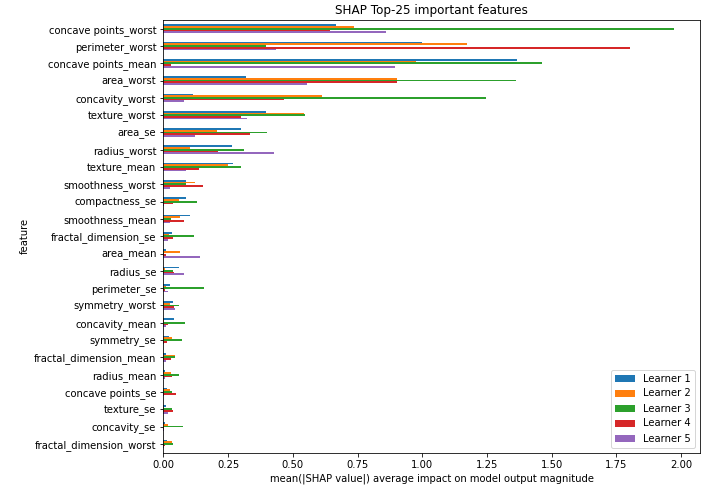 SHAP Top-25 important features
feature
concave points_worst
perimeter_worst
concave points_mean
area_worst
concavity_worst
texture_worst
area_se
radius_worst
texture_mean
smoothness_worst
compactness_se
smoothness_mean
fractal_dimension_se
area_mean
radius_se
perimeter_se
symmetry_worst
concavity_mean
symmetry_se
fractal_dimension_mean
radius_mean
concave points_se
texture_se
concavity_se
fractal_dimension_worst
Learner 1
Learner 2
Learner 3
Learner 4
Learner 5
0.00 0.25 0.50 0.75 1.00 1.25 1.50 1.75 2.00
mean(|SHAP value|) average impact on model output magnitude